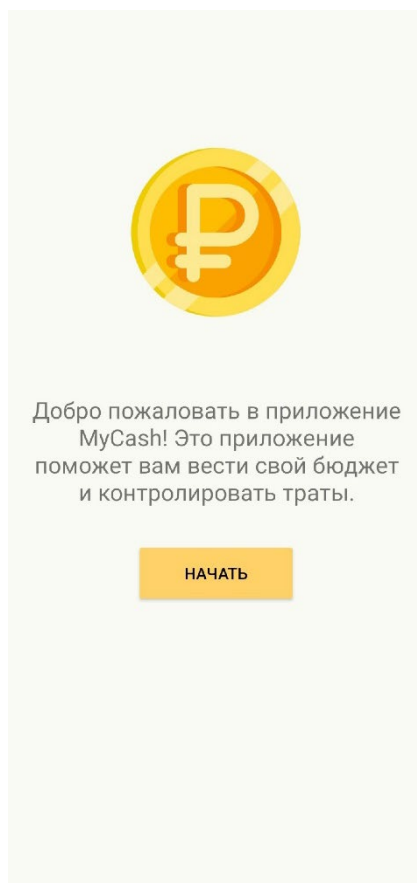 Добро пожаловать в приложение
MyCash! Это приложение
поможет вам вести свой бюджет
и контролировать траты.
НАЧАТЬ